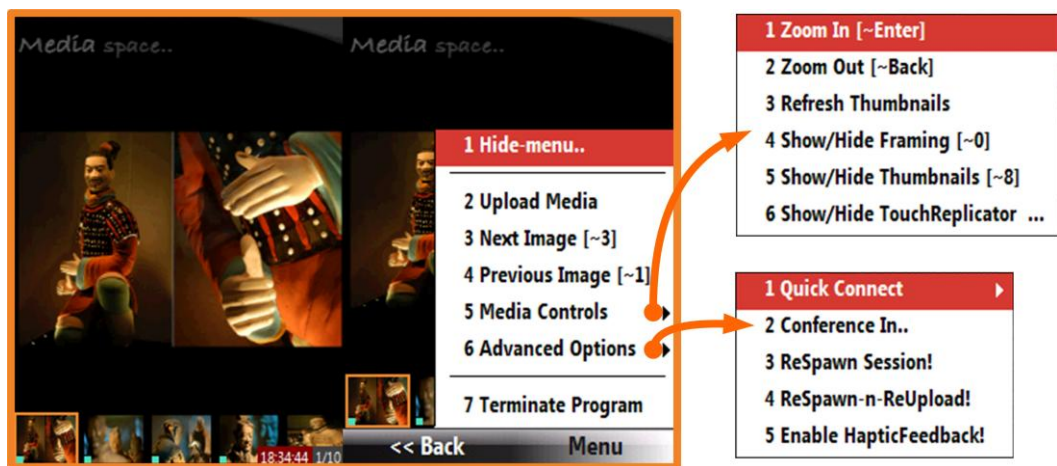 Media space..
Media space..
1 Hide-menu..
2 Upload Media
3 Next Image [~3]
4 Previous Image [~1]
5 Media Controls
6 Advanced Options
7 Terminate Program
18:34:44 1/10
<< Back Menu
1 Zoom In [~Enter]
2 Zoom Out [~Back]
3 Refresh Thumbnails
4 Show/Hide Framing [~0]
5 Show/Hide Thumbnails [~8]
6 Show/Hide TouchReplicator ...
1 Quick Connect
2 Conference In..
3 ReSpawn Session!
4 ReSpawn-n-ReUpload!
5 Enable HapticFeedback!